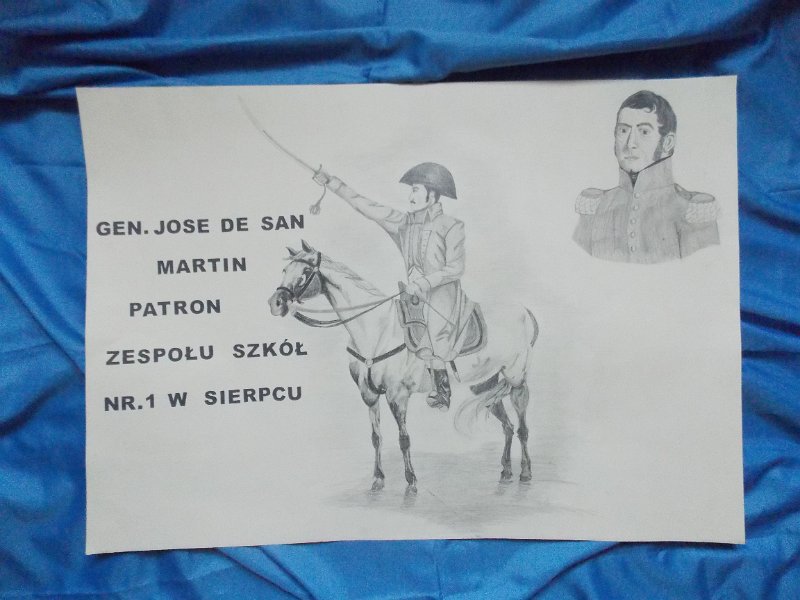 GEN. JOSE DE SAN
MARTIN
PATRON
ZESPOŁU SZKÓŁ
NR.1 W SIERPCU